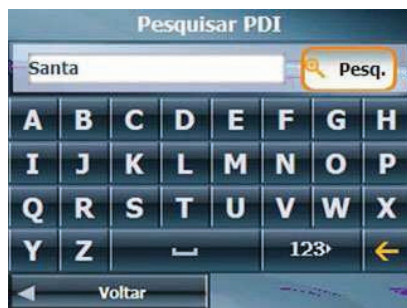 Pesquisar PDI
Santa
Pesq.
A B C D E F G H
I J K L M N O P
Q R S T U V W X
Y Z 123
Voltar